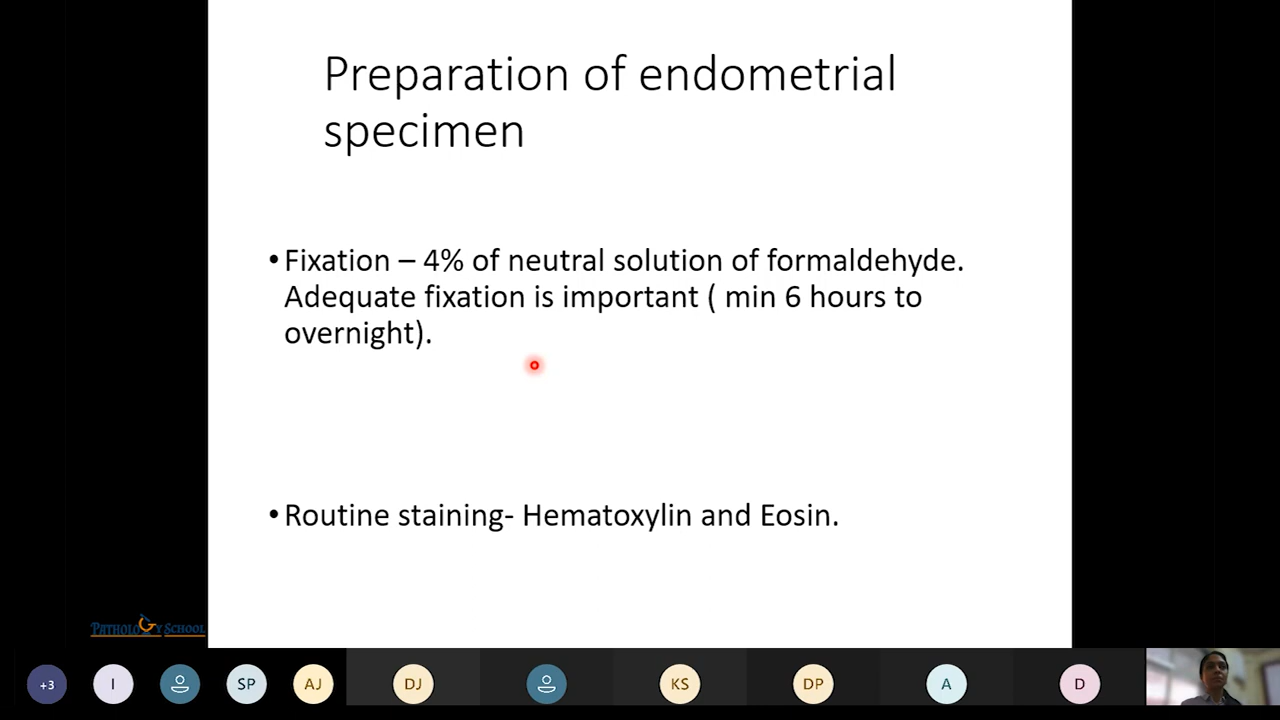 Preparation of endometrial
specimen
•Fixation – 4% of neutral solution of formaldehyde.
Adequate fixation is important ( min 6 hours to
overnight).
•Routine staining- Hematoxylin and Eosin.
PATHOLOGY SCHOOL
+3 I SP AJ DJ KS DP A D